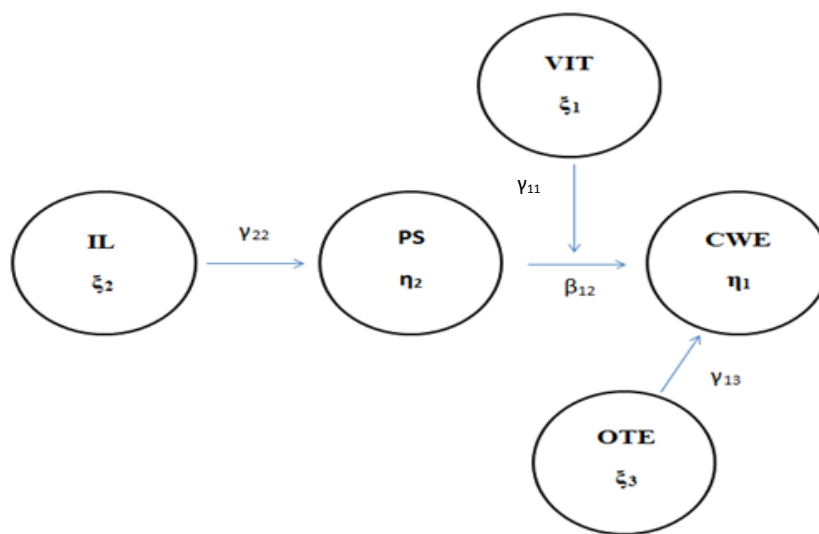 VIT
ξ₁
γ₁₁
IL
ξ₂
γ₂₂
PS
η₂
β₁₂
CWE
η₁
γ₁₃
OTE
ξ₃